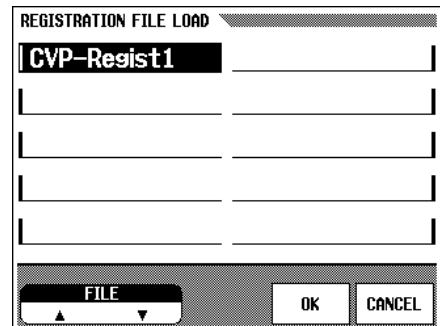 REGISTRATION FILE LOAD
CVP-Regist1
FILE
▲ ▼
OK
CANCEL